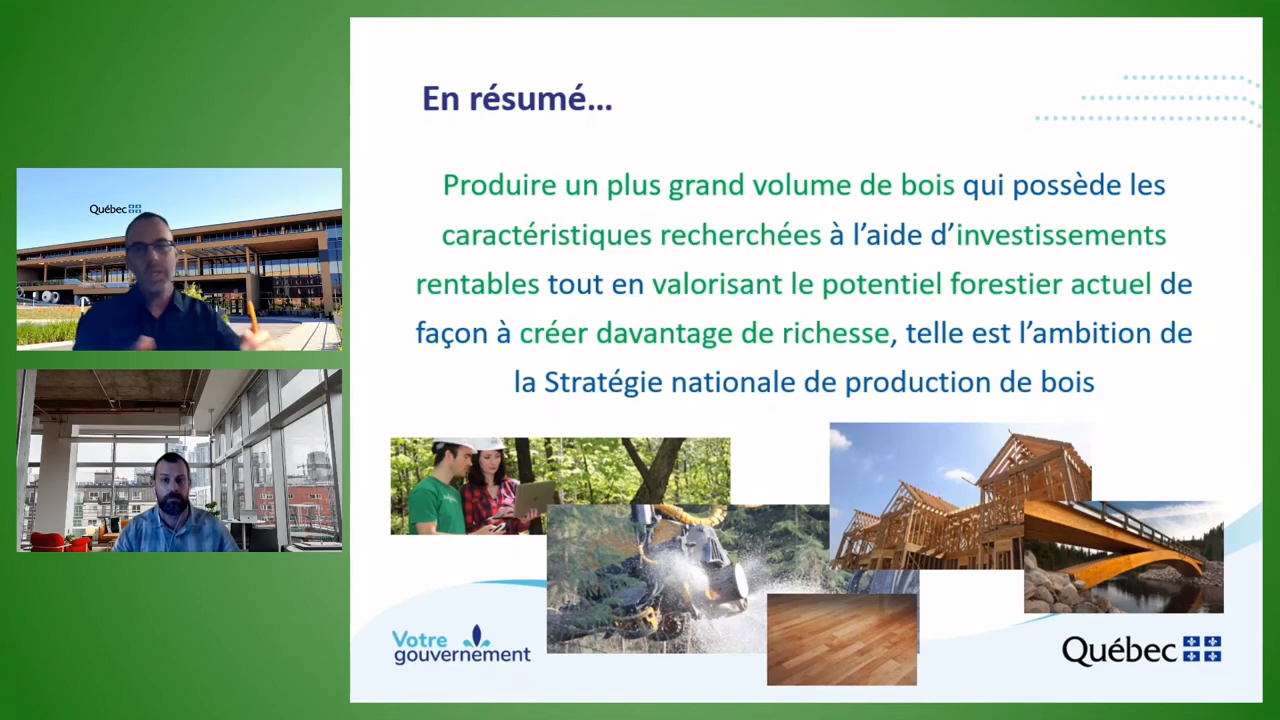 En résumé...
Produire un plus grand volume de bois qui possède les
caractéristiques recherchées à l'aide d'investissements
rentables tout en valorisant le potentiel forestier actuel de
façon à créer davantage de richesse, telle est l'ambition de
la Stratégie nationale de production de bois
Québec
Votre
gouvernement
Québec